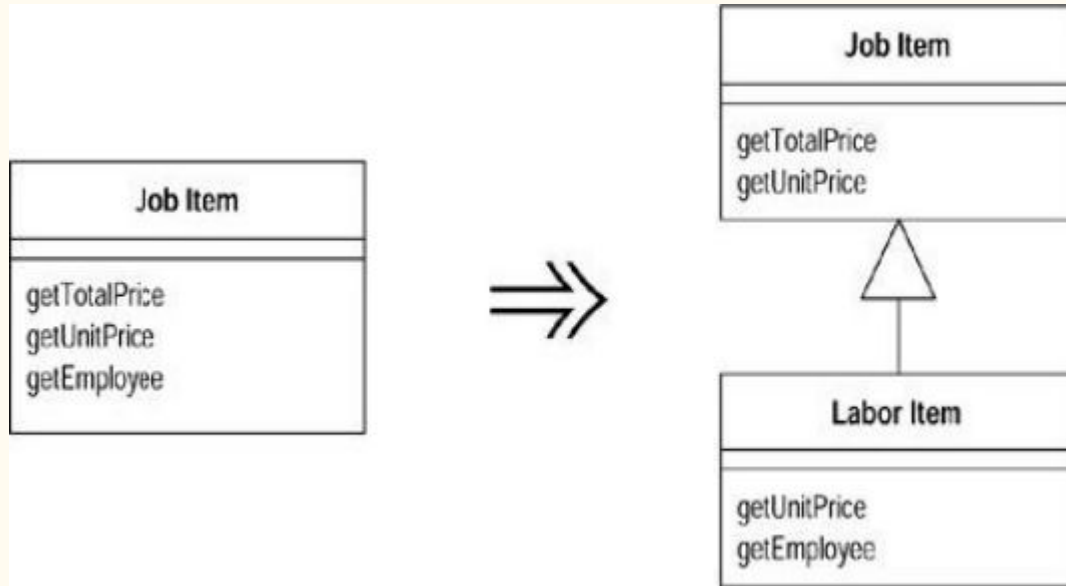 Job Item
getTotalPrice
getUnitPrice
getEmployee
Job Item
getTotalPrice
getUnitPrice
Labor Item
getUnitPrice
getEmployee